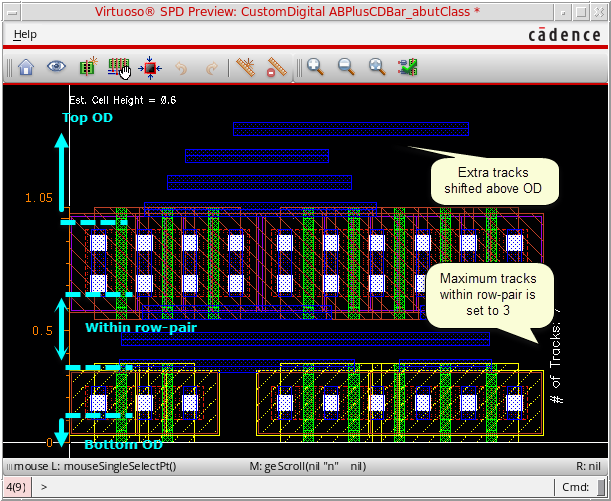 Virtuoso® SPD Preview: CustomDigital ABPlusCDBar_abutClass *
Help
cādence
Est. Cell Height = 0.6
Top OD
Extra tracks
shifted above OD
1.05
Maximum tracks
within row-pair is
set to 3
Within row-pair
0.5
# of Tracks:
Bottom OD
0
mouse L: mouseSingleSelectPt()
M: geScroll(nil "n" nil)
R: nil
4(9)
>
Cmd: